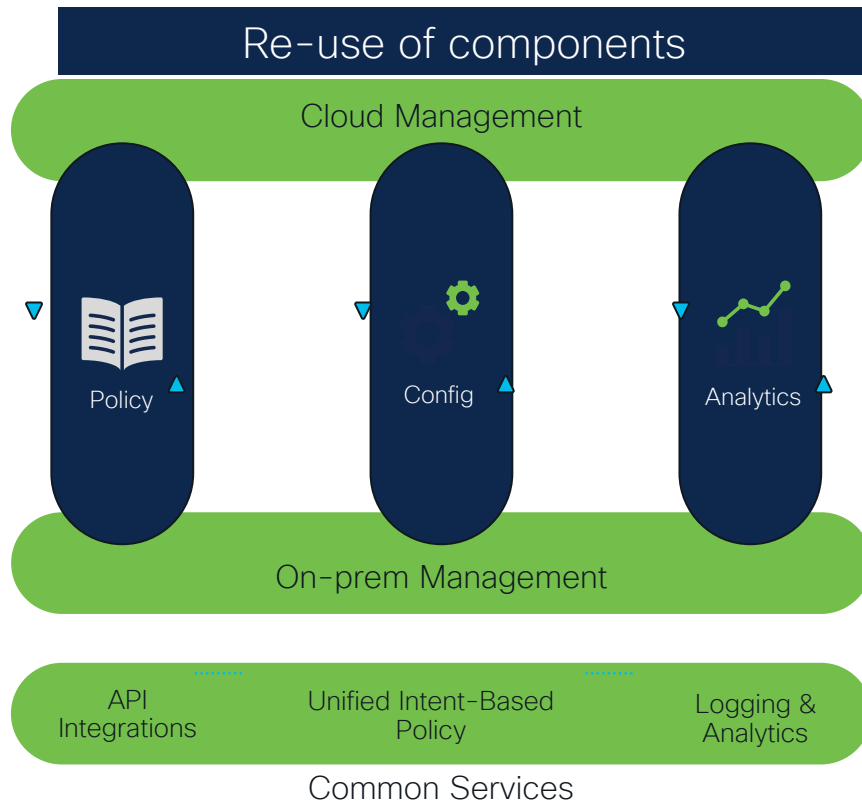 Re-use of components
Cloud Management
Policy
Config
Analytics
On-prem Management
API
Integrations
Unified Intent-Based
Policy
Logging &
Analytics
Common Services